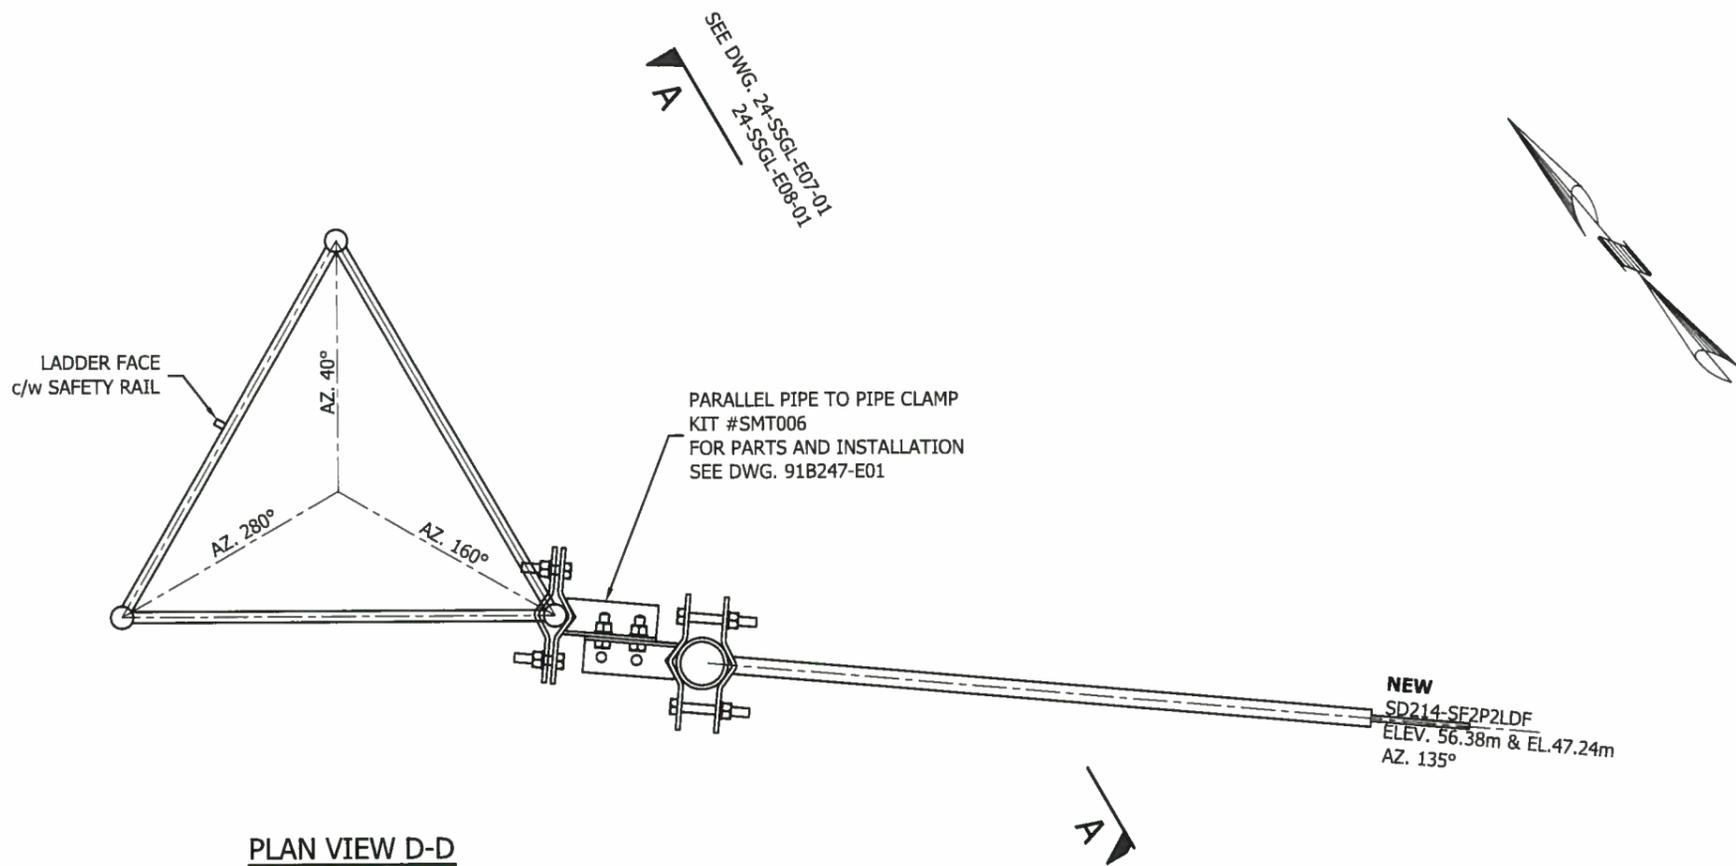 SEE DWG. 24-SSGL-E07-01
24-SSGL-E08-01
A
LADDER FACE
c/w SAFETY RAIL
AZ. 40°
AZ. 280°
AZ. 160°
PARALLEL PIPE TO PIPE CLAMP
KIT #SMT006
FOR PARTS AND INSTALLATION
SEE DWG. 91B247-E01
NEW
SD214-SF2P2LDF
ELEV. 56.38m & EL.47.24m
AZ. 135°
A
PLAN VIEW D-D